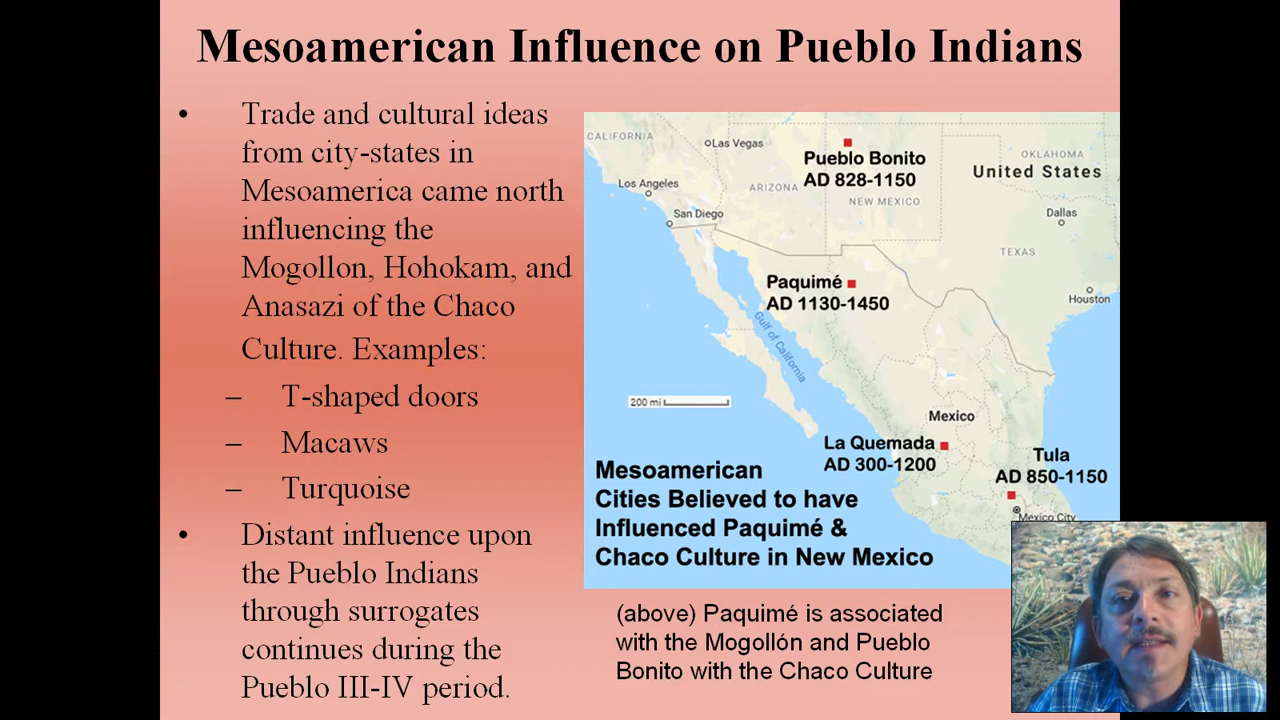 Mesoamerican Influence on Pueblo Indians
• Trade and cultural ideas
from city-states in
Mesoamerica came north
influencing the
Mogollon, Hohokam, and
Anasazi of the Chaco
Culture. Examples:
– T-shaped doors
– Macaws
– Turquoise
• Distant influence upon
the Pueblo Indians
through surrogates
continues during the
Pueblo III-IV period.
CALIFORNIA
Las Vegas
Pueblo Bonito
AD 828-1150
OKLAHOMA
United States
Los Angeles
ARIZONA
NEW MEXICO
San Diego
Dallas
TEXAS
Paquimé
AD 1130-1450
Houston
Gulf of California
200 mi
Mexico
La Quemada
AD 300-1200
Tula
AD 850-1150
Mexico City
Mesoamerican
Cities Believed to have
Influenced Paquimé &
Chaco Culture in New Mexico
(above) Paquimé is associated
with the Mogollón and Pueblo
Bonito with the Chaco Culture